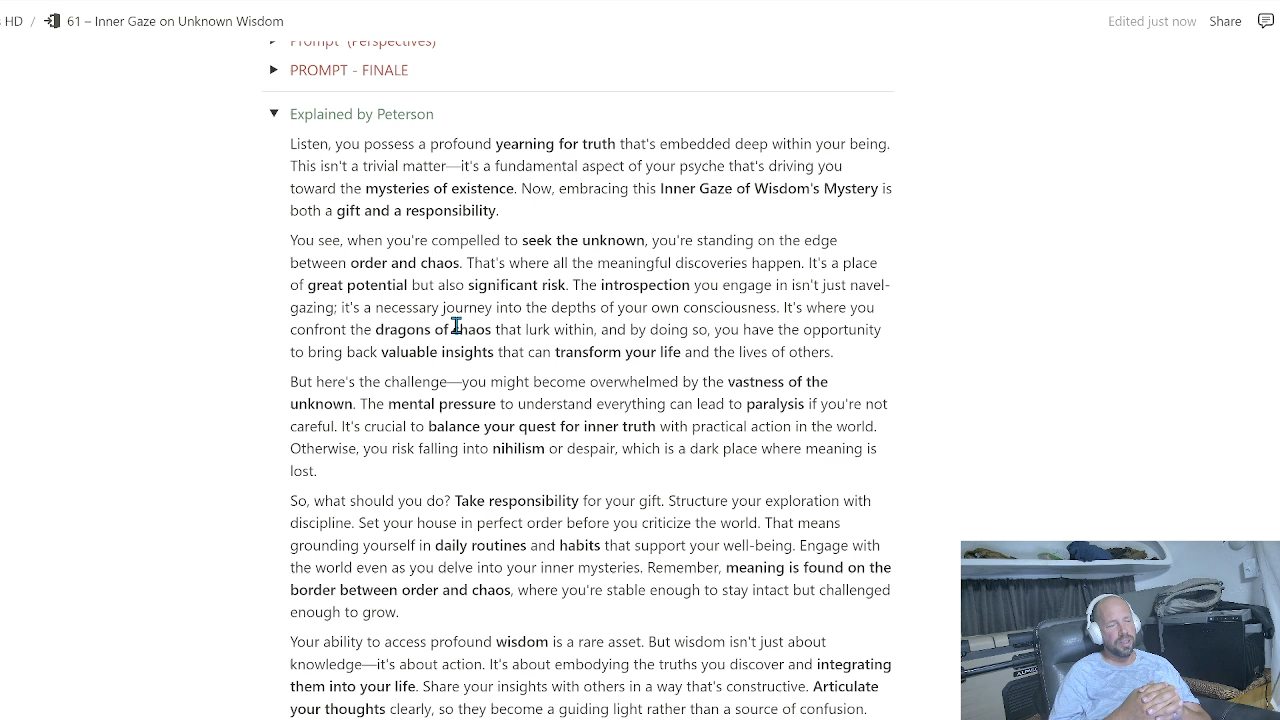 HD / 61 – Inner Gaze on Unknown Wisdom
Edited just now Share
Prompt (Perspectives)
PROMPT - FINALE
Explained by Peterson
Listen, you possess a profound yearning for truth that's embedded deep within your being.
This isn't a trivial matter—it's a fundamental aspect of your psyche that's driving you
toward the mysteries of existence. Now, embracing this Inner Gaze of Wisdom's Mystery is
both a gift and a responsibility.
You see, when you're compelled to seek the unknown, you're standing on the edge
between order and chaos. That's where all the meaningful discoveries happen. It's a place
of great potential but also significant risk. The introspection you engage in isn't just navel-
gazing; it's a necessary journey into the depths of your own consciousness. It's where you
confront the dragons of chaos that lurk within, and by doing so, you have the opportunity
to bring back valuable insights that can transform your life and the lives of others.
But here's the challenge—you might become overwhelmed by the vastness of the
unknown. The mental pressure to understand everything can lead to paralysis if you're not
careful. It's crucial to balance your quest for inner truth with practical action in the world.
Otherwise, you risk falling into nihilism or despair, which is a dark place where meaning is
lost.
So, what should you do? Take responsibility for your gift. Structure your exploration with
discipline. Set your house in perfect order before you criticize the world. That means
grounding yourself in daily routines and habits that support your well-being. Engage with
the world even as you delve into your inner mysteries. Remember, meaning is found on the
border between order and chaos, where you're stable enough to stay intact but challenged
enough to grow.
Your ability to access profound wisdom is a rare asset. But wisdom isn't just about
knowledge—it's about action. It's about embodying the truths you discover and integrating
them into your life. Share your insights with others in a way that's constructive. Articulate
your thoughts clearly, so they become a guiding light rather than a source of confusion.